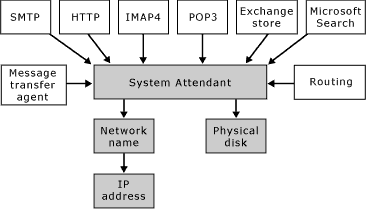 SMTP
HTTP
IMAP4
POP3
Exchange
store
Microsoft
Search
Message
transfer
agent
System Attendant
Routing
Network
name
Physical
disk
IP
address